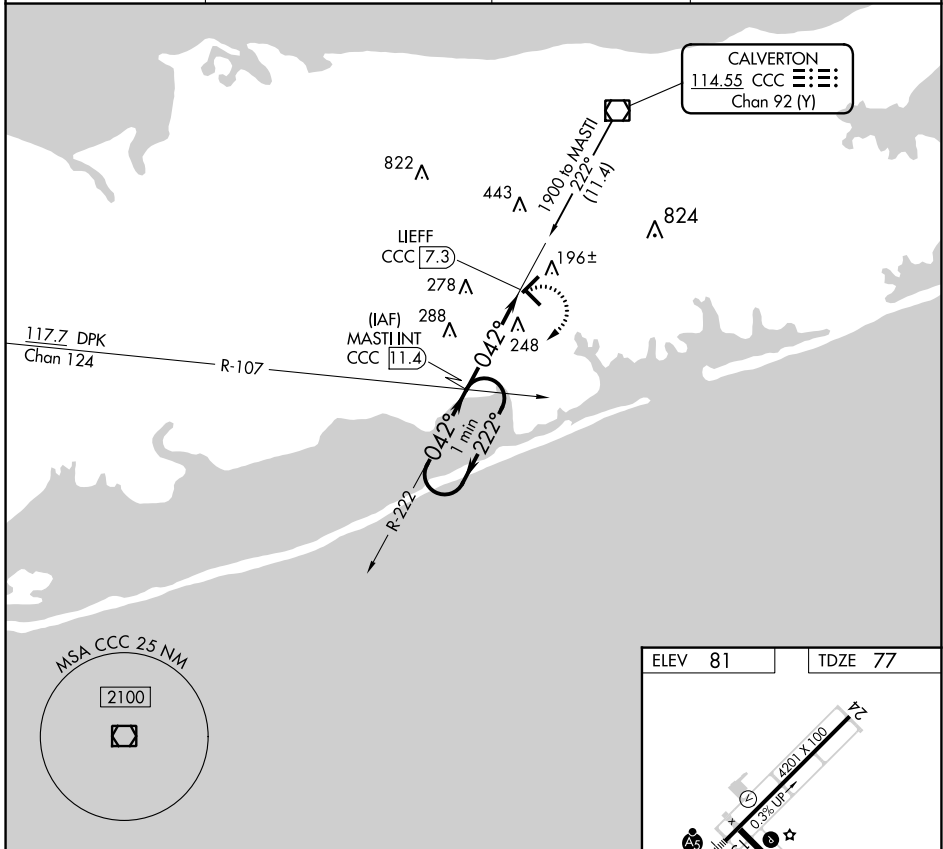 CALVERTON
114.55 CCC
Chan 92 (Y)
1900 to MASTI
222°
(11.4)
822
443
824
LIEFF
CCC 7.3
196±
278
(IAF)
MASTI INT
CCC 11.4
288
248
042°
117.7 DPK
Chan 124
R-107
042°
1 min
222°
R-222
MSA CCC 25 NM
2100
ELEV 81
TDZE 77
24
4201 X 100
0.3% UP
V
A5
P